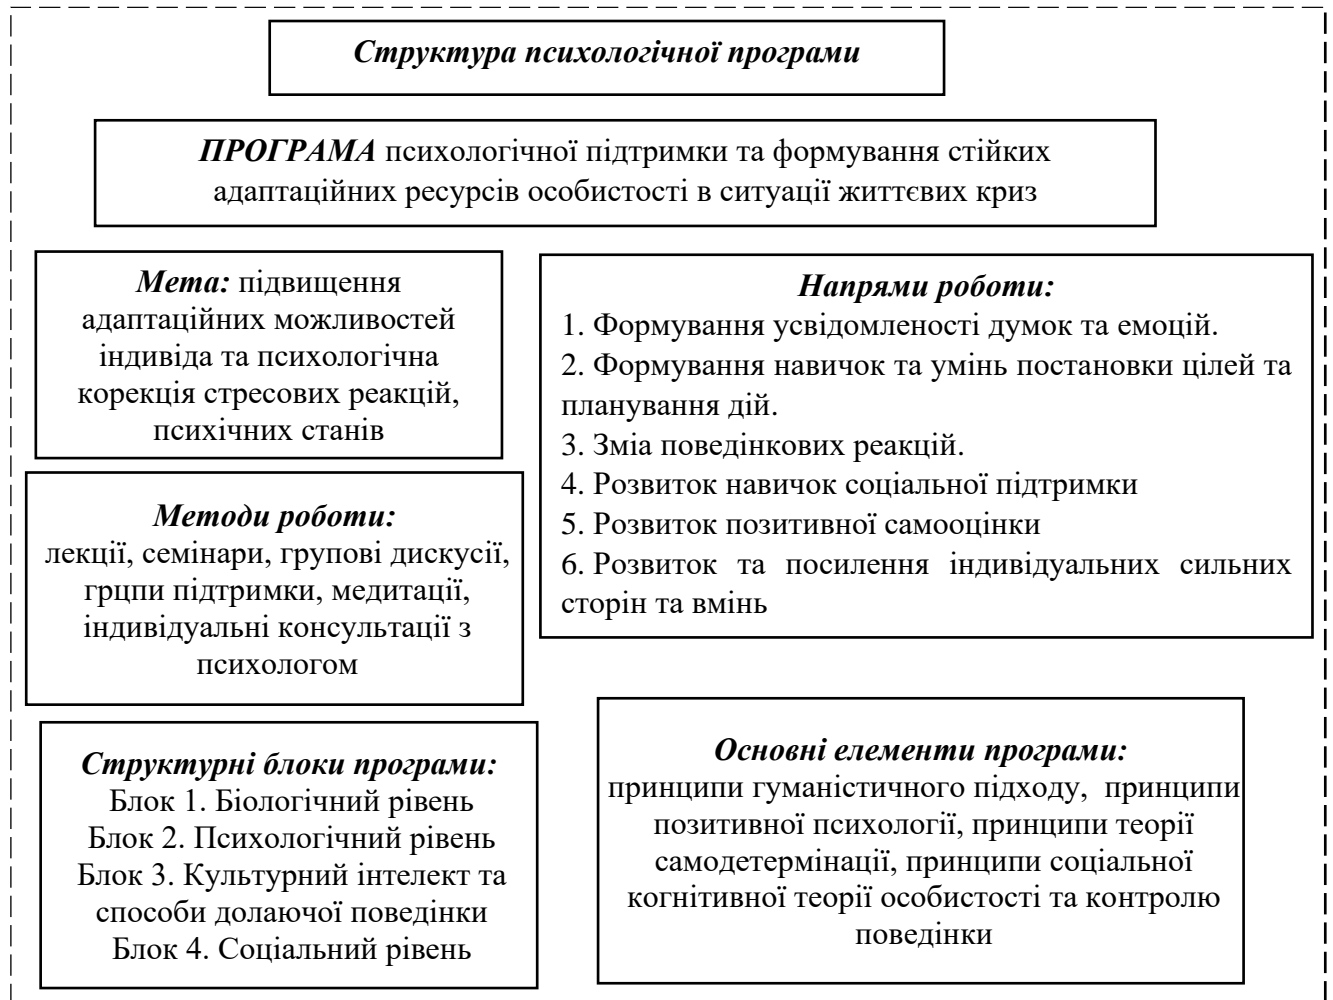 Структура психологічної програми
ПРОГРАМА психологічної підтримки та формування стійких
адаптаційних ресурсів особистості в ситуації життєвих криз
Мета: підвищення
адаптаційних можливостей
індивіда та психологічна
корекція стресових реакцій,
психічних станів
Методи роботи:
лекції, семінари, групові дискусії,
грцпи підтримки, медитації,
індивідуальні консультації з
психологом
Структурні блоки програми:
Блок 1. Біологічний рівень
Блок 2. Психологічний рівень
Блок 3. Культурний інтелект та
способи долаючої поведінки
Блок 4. Соціальний рівень
Напрями роботи:
1. Формування усвідомленості думок та емоцій.
2. Формування навичок та умінь постановки цілей та
планування дій.
3. Зміа поведінкових реакцій.
4. Розвиток навичок соціальної підтримки
5. Розвиток позитивної самооцінки
6. Розвиток та посилення індивідуальних сильних
сторін та вмінь
Основні елементи програми:
принципи гуманістичного підходу, принципи
позитивної психології, принципи теорії
самодетермінації, принципи соціальної
когнітивної теорії особистості та контролю
поведінки